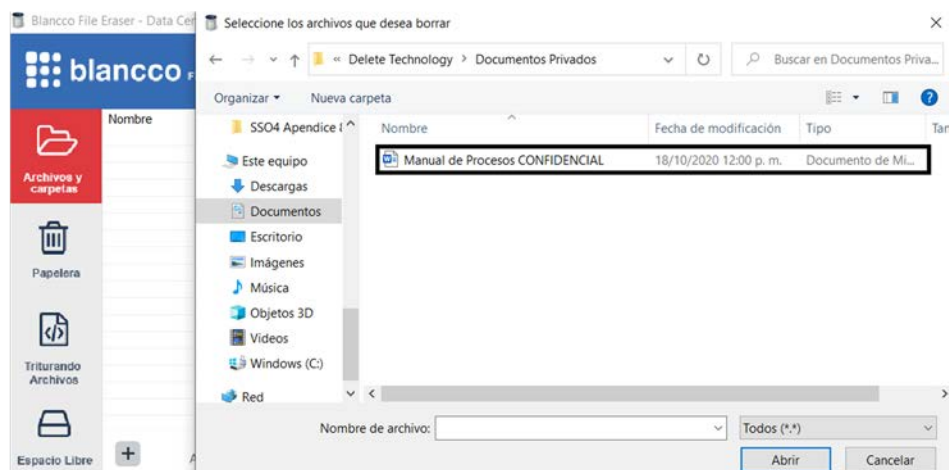 Blancco File Eraser - Data Cen
Seleccione los archivos que desea borrar
blancco F
« Delete Technology > Documentos Privados
Buscar en Documentos Priva...
Organizar
Nueva carpeta
Archivos y
carpetas
Papelera
Triturando
Archivos
Espacio Libre
Nombre
SSO4 Apendice
Este equipo
Descargas
Documentos
Escritorio
Imágenes
Música
Objetos 3D
Videos
Windows (C:)
Red
Nombre Fecha de modificación Tipo Tar
Manual de Procesos CONFIDENCIAL 18/10/2020 12:00 p. m. Documento de Mi...
Nombre de archivo:
Todos (*.*)
Abrir
Cancelar